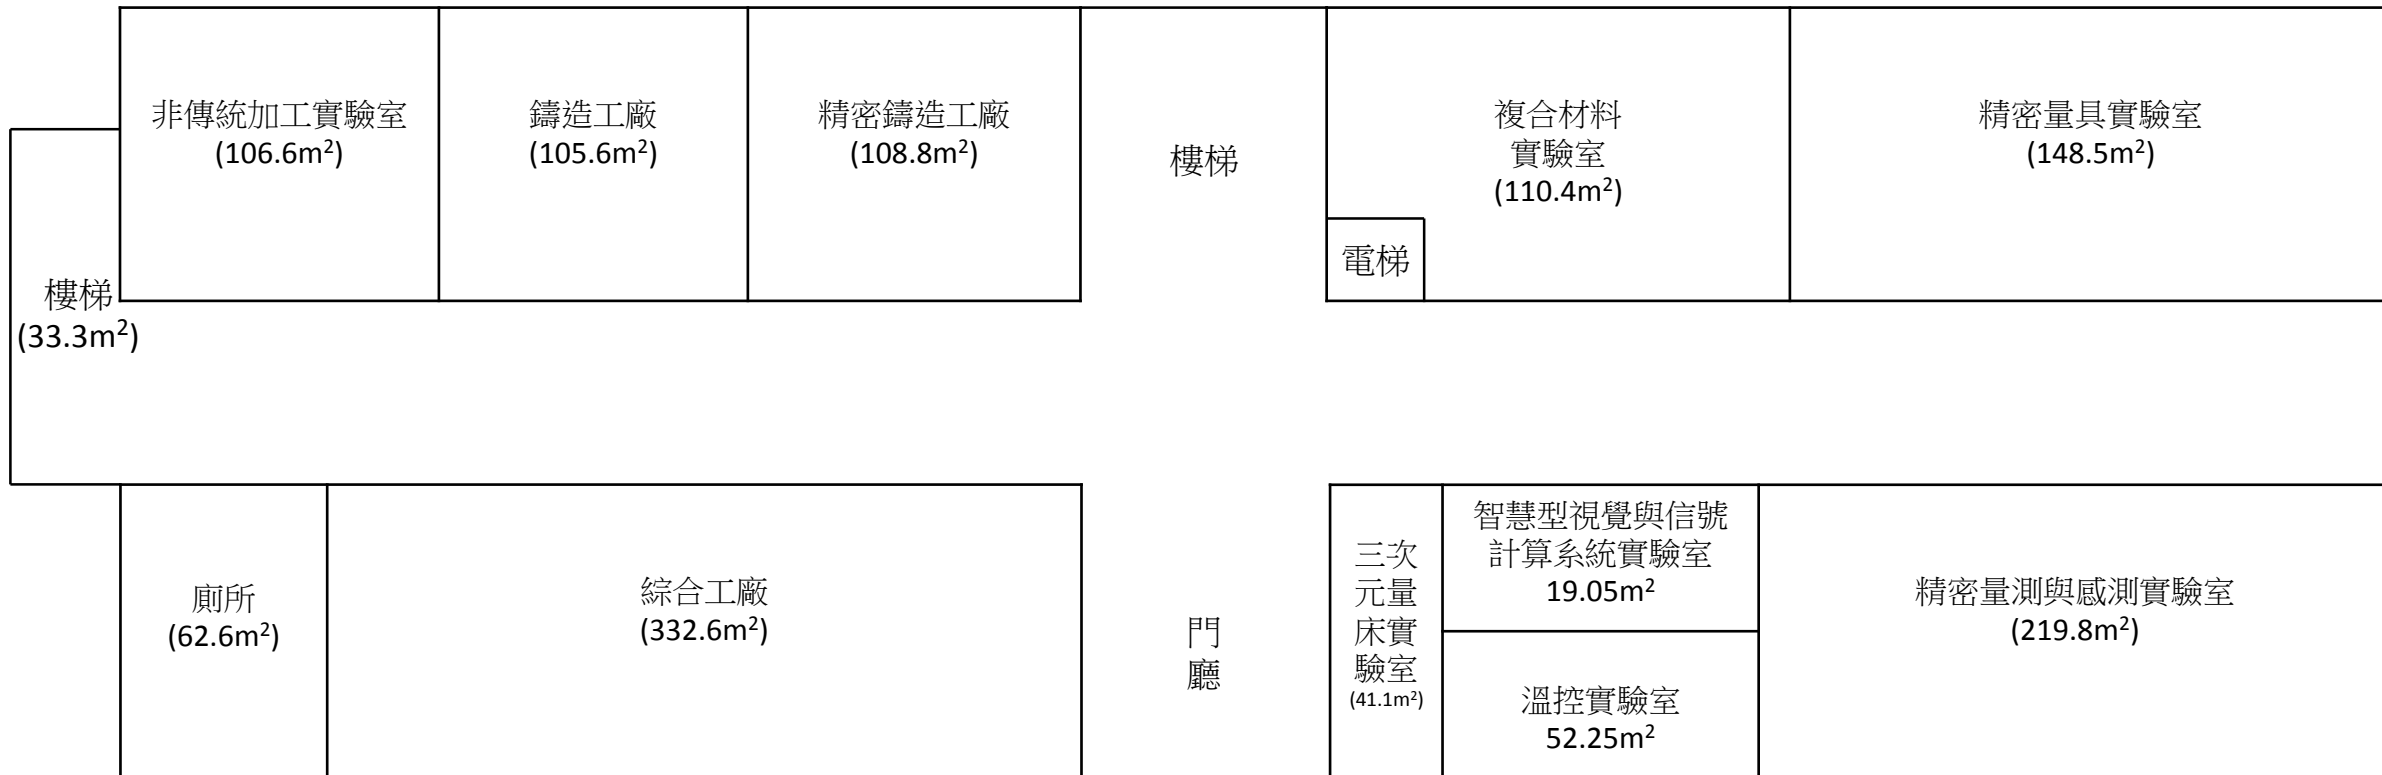 非傳統加工實驗室
(106.6m²)
鑄造工廠
(105.6m²)
精密鑄造工廠
(108.8m²)
樓梯
複合材料
實驗室
(110.4m²)
精密量具實驗室
(148.5m²)
電梯
樓梯
(33.3m²)
廁所
(62.6m²)
綜合工廠
(332.6m²)
門
廳
三次
元量
床實
驗室
(41.1m²)
智慧型視覺與信號
計算系統實驗室
19.05m²
溫控實驗室
52.25m²
精密量測與感測實驗室
(219.8m²)